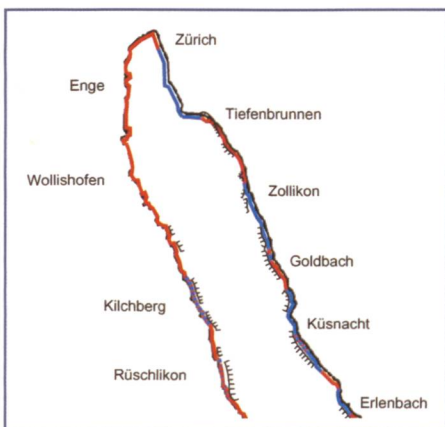 Zürich
Enge
Tiefenbrunnen
Wollishofen
Zollikon
Goldbach
Kilchberg
Küsnacht
Rüschlikon
Erlenbach